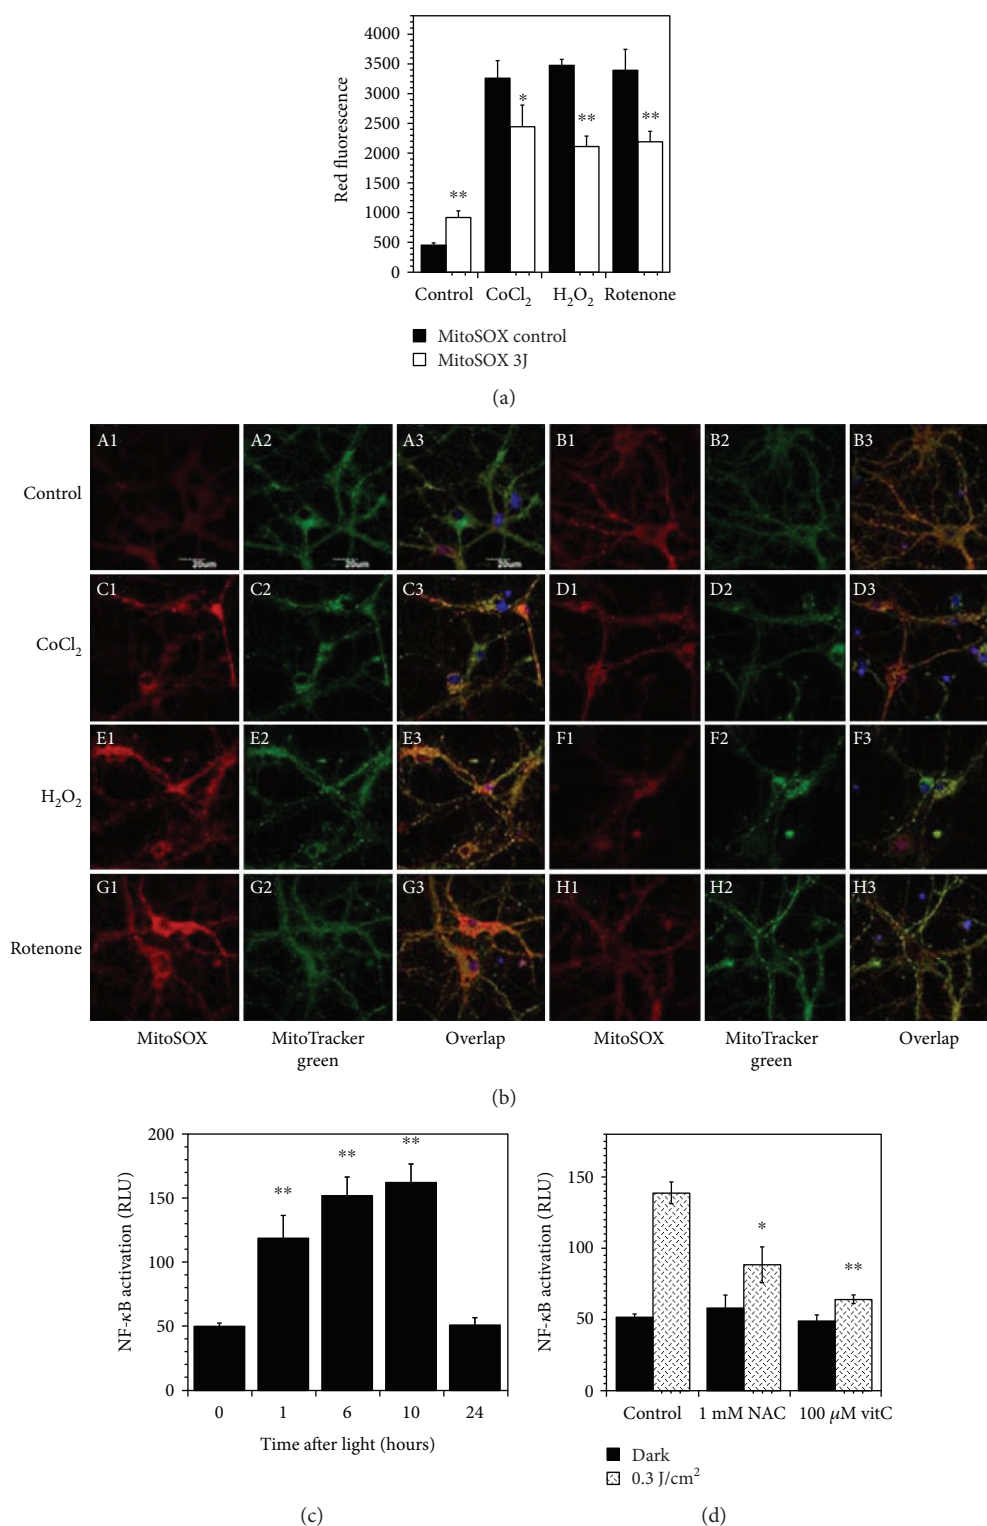 4000
3500
3000
2500
2000
1500
1000
500
0
Red fluorescence
** * ** **
Control CoCl2 H2O2 Rotenone
MitoSOX control
MitoSOX 3J
(a)
A1 A2 A3 B1 B2 B3
Control
20um 20um 20um
C1 C2 C3 D1 D2 D3
CoCl2
E1 E2 E3 F1 F2 F3
H2O2
G1 G2 G3 H1 H2 H3
Rotenone
MitoSOX MitoTracker green Overlap MitoSOX MitoTracker green Overlap
(b)
200
150
100
50
0
NF-κB activation (RLU)
** ** **
0 1 6 10 24
Time after light (hours)
(c)
150
100
50
0
NF-κB activation (RLU)
* **
Control 1 mM NAC 100 μM vitC
Dark
0.3 J/cm2
(d)